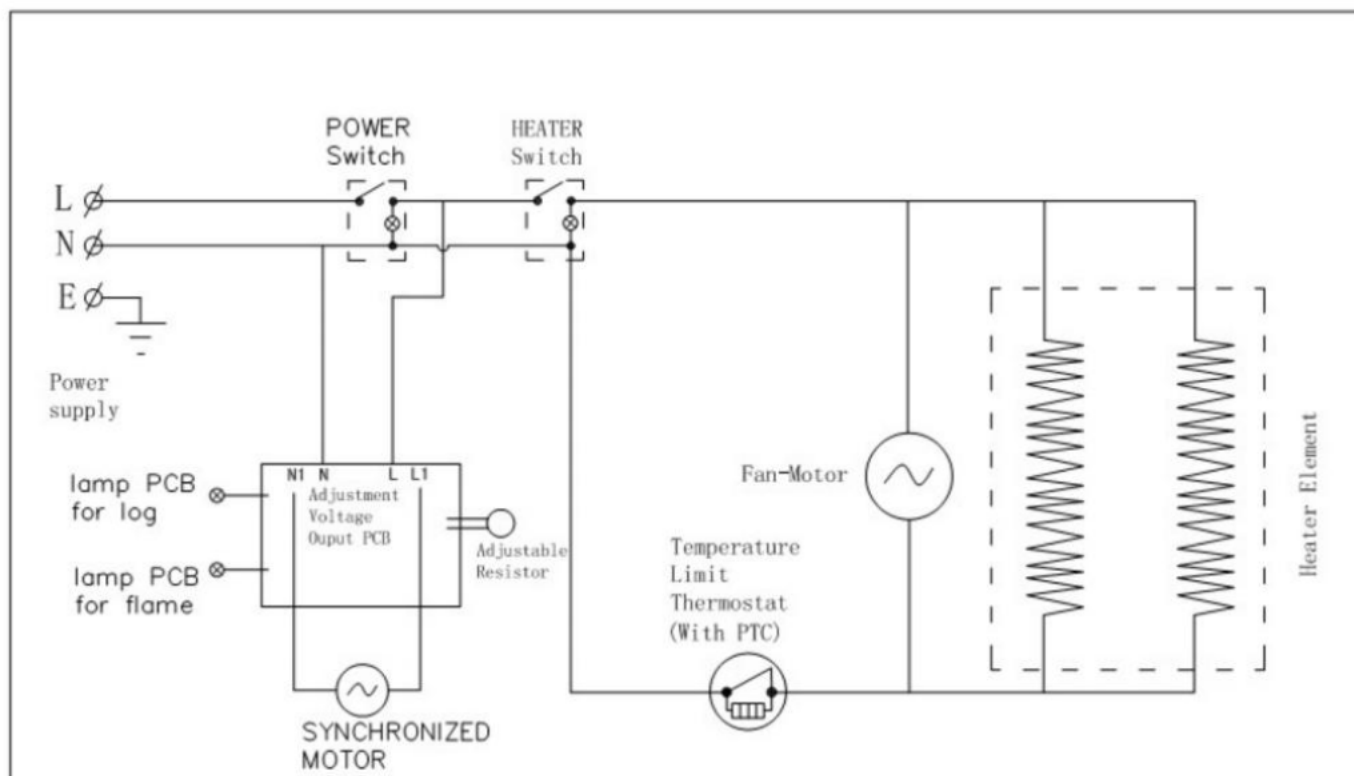 POWER
Switch
HEATER
Switch
L
N
E
Power
supply
lamp PCB
for log
lamp PCB
for flame
N1 N L L1
Adjustment
Voltage
Ouput PCB
Adjustable
Resistor
SYNCHRONIZED
MOTOR
Temperature
Limit
Thermostat
(With PTC)
Fan-Motor
Heater Element